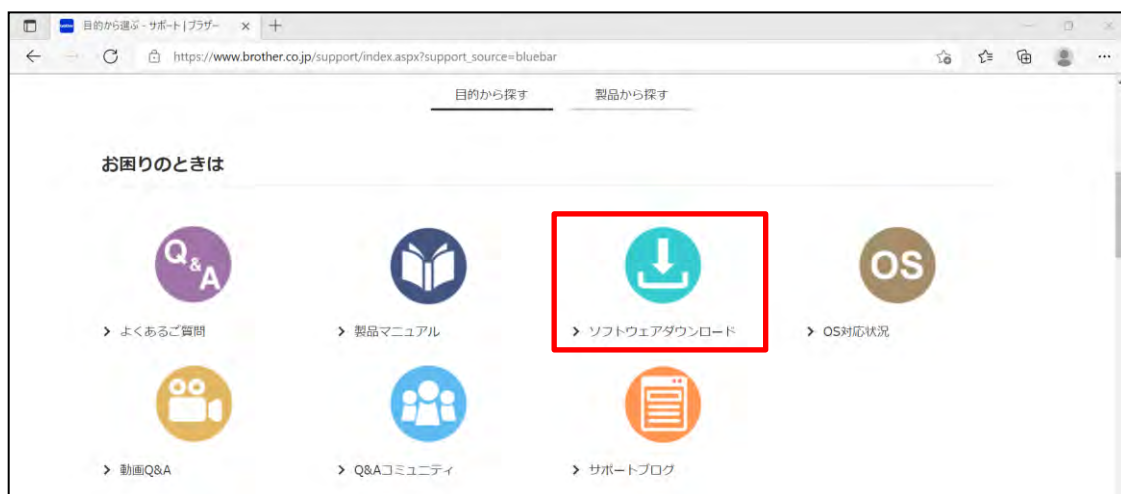 目的から選ぶ - サポート | ブラザー
https://www.brother.co.jp/support/index.aspx?support_source=bluebar
目的から探す 製品から探す
お困りのときは
Q&A
OS
よくあるご質問
製品マニュアル
ソフトウェアダウンロード
OS対応状況
動画Q&A
Q&Aコミュニティ
サポートブログ